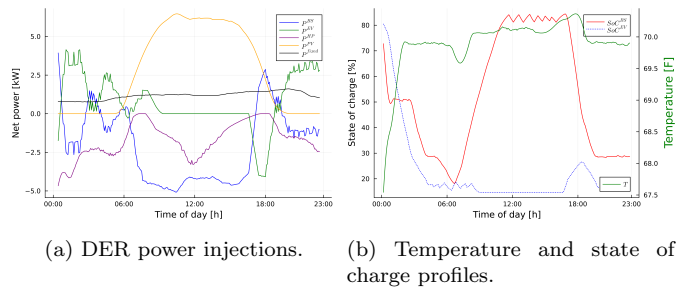 P^BS
P^EV
P^HP
P^PV
P^Fixed
Net power [kW]
5.0
2.5
0.0
−2.5
−5.0
00:00 06:00 12:00 18:00 23:00
Time of day [h]
SoC^BS
SoC^EV
State of charge [%]
80
70
60
50
40
30
20
Temperature [F]
70.0
69.5
69.0
68.5
68.0
67.5
T
00:00 06:00 12:00 18:00 23:00
Time of day [h]
(a) DER power injections.
(b) Temperature and state of
charge profiles.